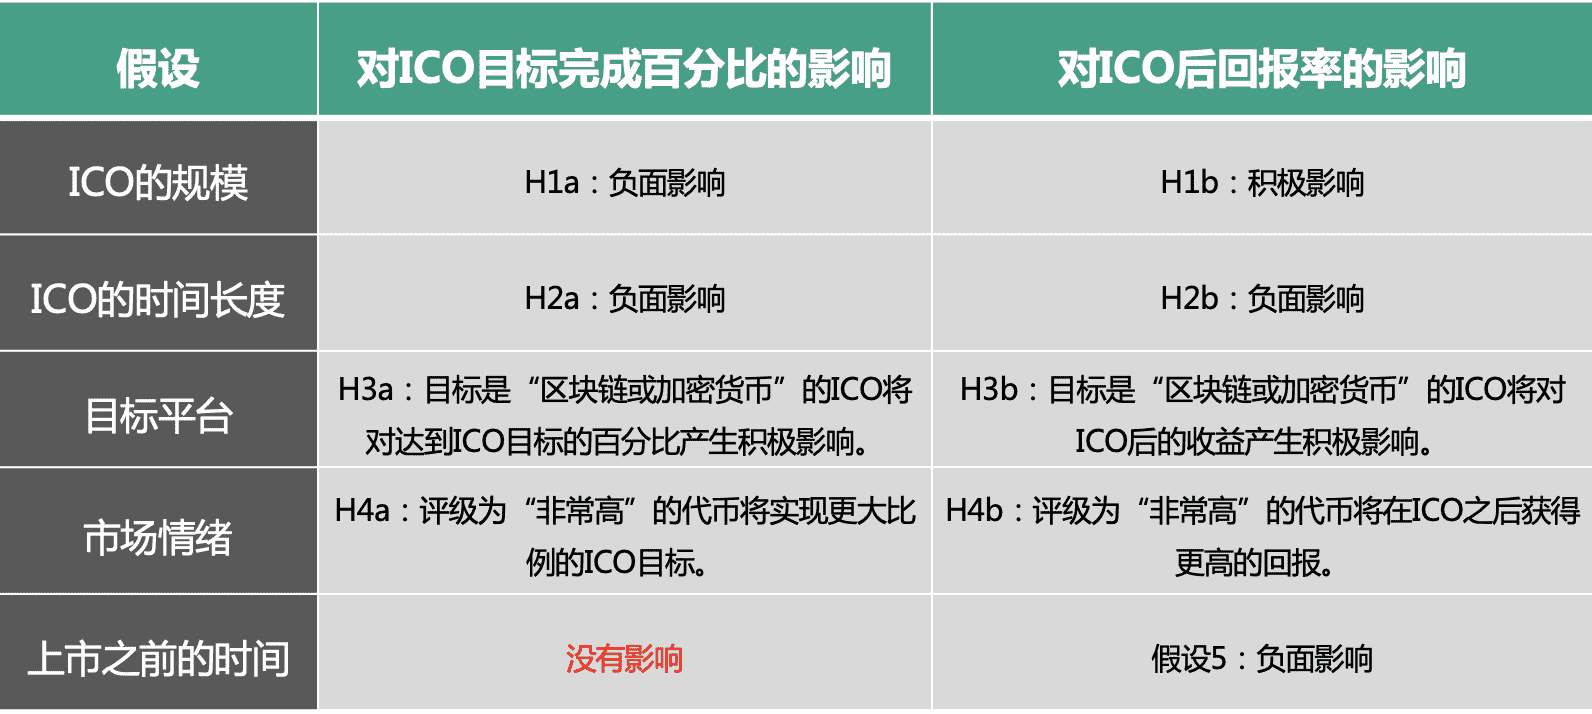 假设
对ICO目标完成百分比的影响
对ICO后回报率的影响
ICO的规模
H1a：负面影响
H1b：积极影响
ICO的时间长度
H2a：负面影响
H2b：负面影响
目标平台
H3a：目标是“区块链或加密货币”的ICO将
对达到ICO目标的百分比产生积极影响。
H3b：目标是“区块链或加密货币”的ICO将对
ICO后的收益产生积极影响。
市场情绪
H4a：评级为“非常高”的代币将实现更大比
例的ICO目标。
H4b：评级为“非常高”的代币将在ICO之后获得
更高的回报。
上市之前的时间
没有影响
假设5：负面影响